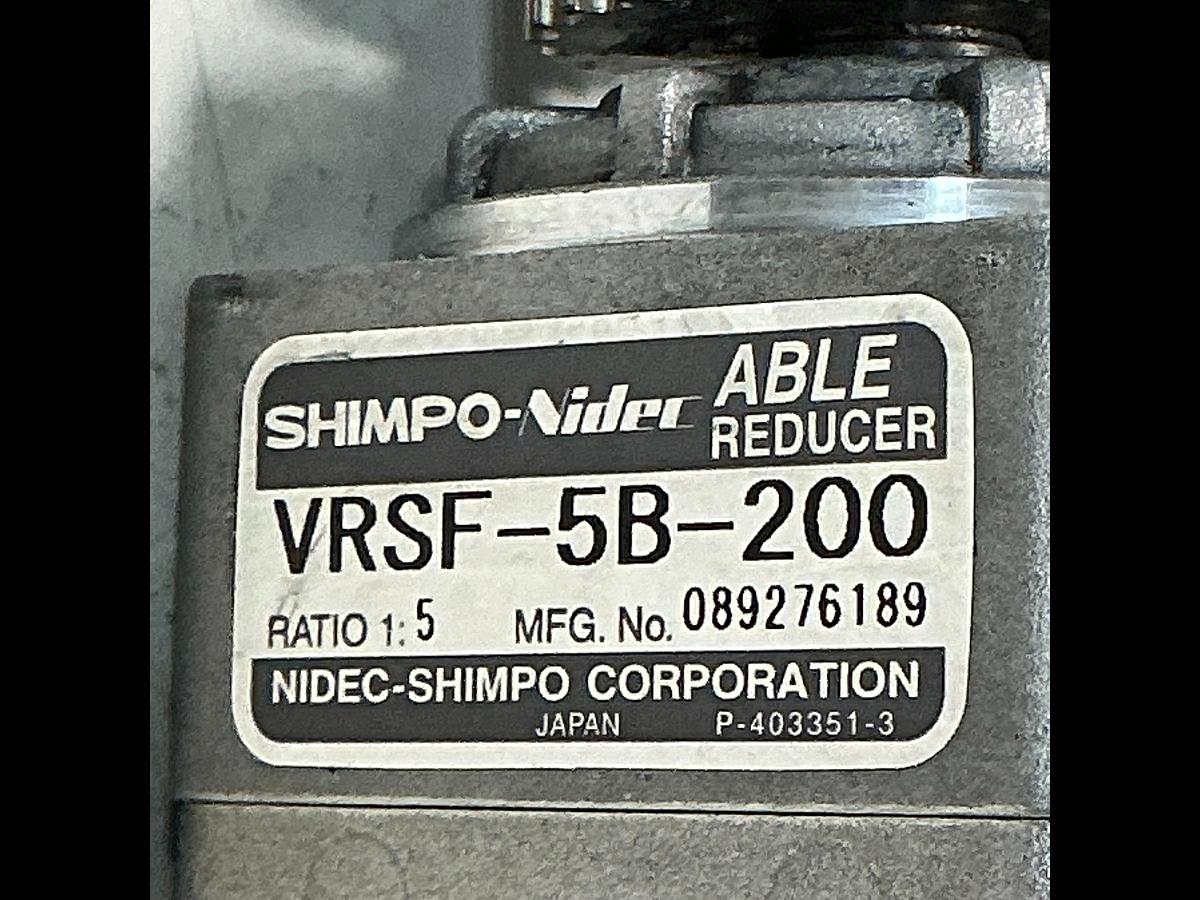 SHIMPO-Nidec ABLE REDUCER
VRSF-5B-200
RATIO 1:5 MFG. No. 089276189
NIDEC-SHIMPO CORPORATION
JAPAN P-403351-3